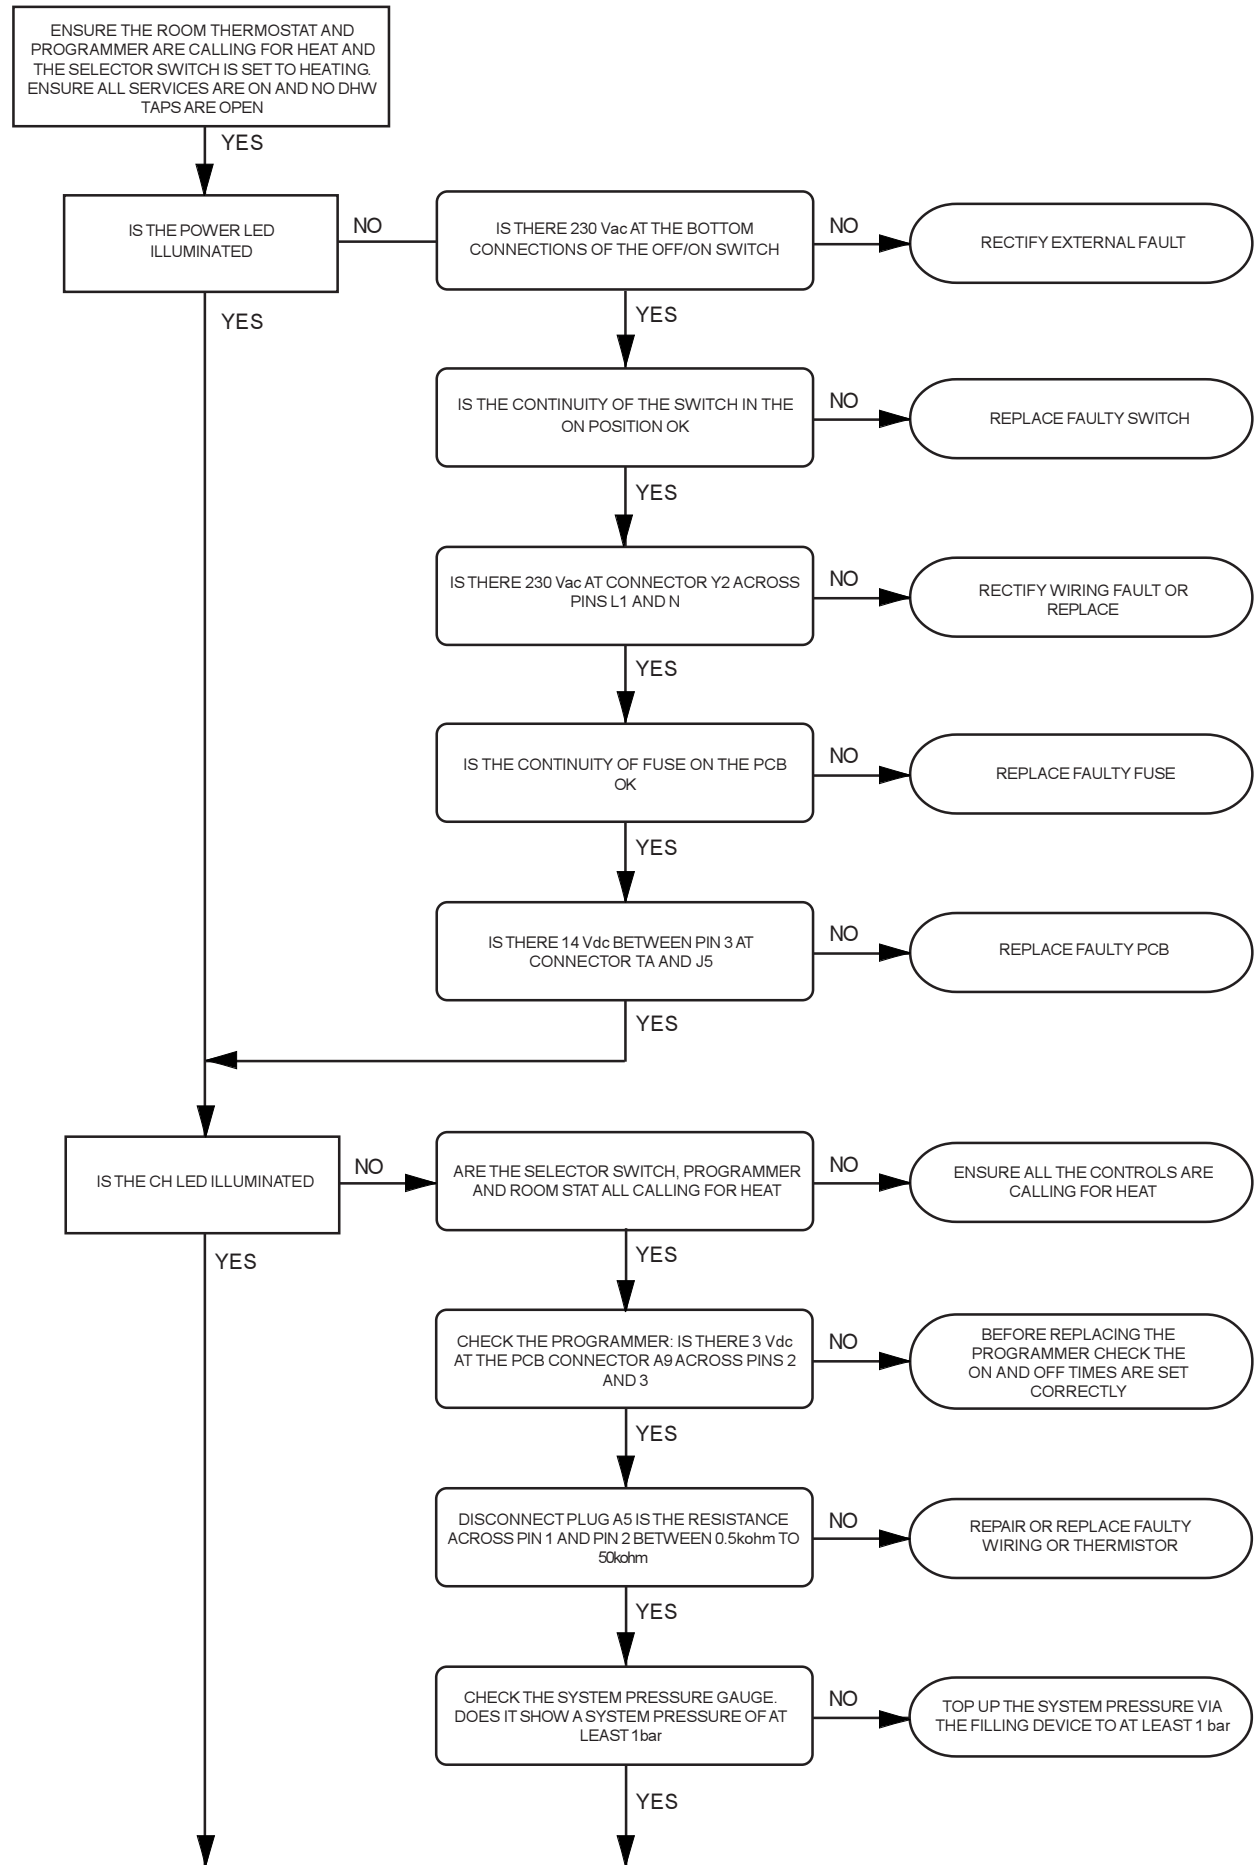 ENSURE THE ROOM THERMOSTAT AND
PROGRAMMER ARE CALLING FOR HEAT AND
THE SELECTOR SWITCH IS SET TO HEATING.
ENSURE ALL SERVICES ARE ON AND NO DHW
TAPS ARE OPEN
YES
IS THE POWER LED
ILLUMINATED
NO
IS THERE 230 Vac AT THE BOTTOM
CONNECTIONS OF THE OFF/ON SWITCH
NO
RECTIFY EXTERNAL FAULT
YES
YES
IS THE CONTINUITY OF THE SWITCH IN THE
ON POSITION OK
NO
REPLACE FAULTY SWITCH
YES
IS THERE 230 Vac AT CONNECTOR Y2 ACROSS
PINS L1 AND N
NO
RECTIFY WIRING FAULT OR
REPLACE
YES
IS THE CONTINUITY OF FUSE ON THE PCB
OK
NO
REPLACE FAULTY FUSE
YES
IS THERE 14 Vdc BETWEEN PIN 3 AT
CONNECTOR TA AND J5
NO
REPLACE FAULTY PCB
YES
IS THE CH LED ILLUMINATED
NO
ARE THE SELECTOR SWITCH, PROGRAMMER
AND ROOM STAT ALL CALLING FOR HEAT
NO
ENSURE ALL THE CONTROLS ARE
CALLING FOR HEAT
YES
YES
CHECK THE PROGRAMMER: IS THERE 3 Vdc
AT THE PCB CONNECTOR A9 ACROSS PINS 2
AND 3
NO
BEFORE REPLACING THE
PROGRAMMER CHECK THE
ON AND OFF TIMES ARE SET
CORRECTLY
YES
DISCONNECT PLUG A5 IS THE RESISTANCE
ACROSS PIN 1 AND PIN 2 BETWEEN 0.5kohm TO
50kohm
NO
REPAIR OR REPLACE FAULTY
WIRING OR THERMISTOR
YES
CHECK THE SYSTEM PRESSURE GAUGE.
DOES IT SHOW A SYSTEM PRESSURE OF AT
LEAST 1bar
NO
TOP UP THE SYSTEM PRESSURE VIA
THE FILLING DEVICE TO AT LEAST 1 bar
YES